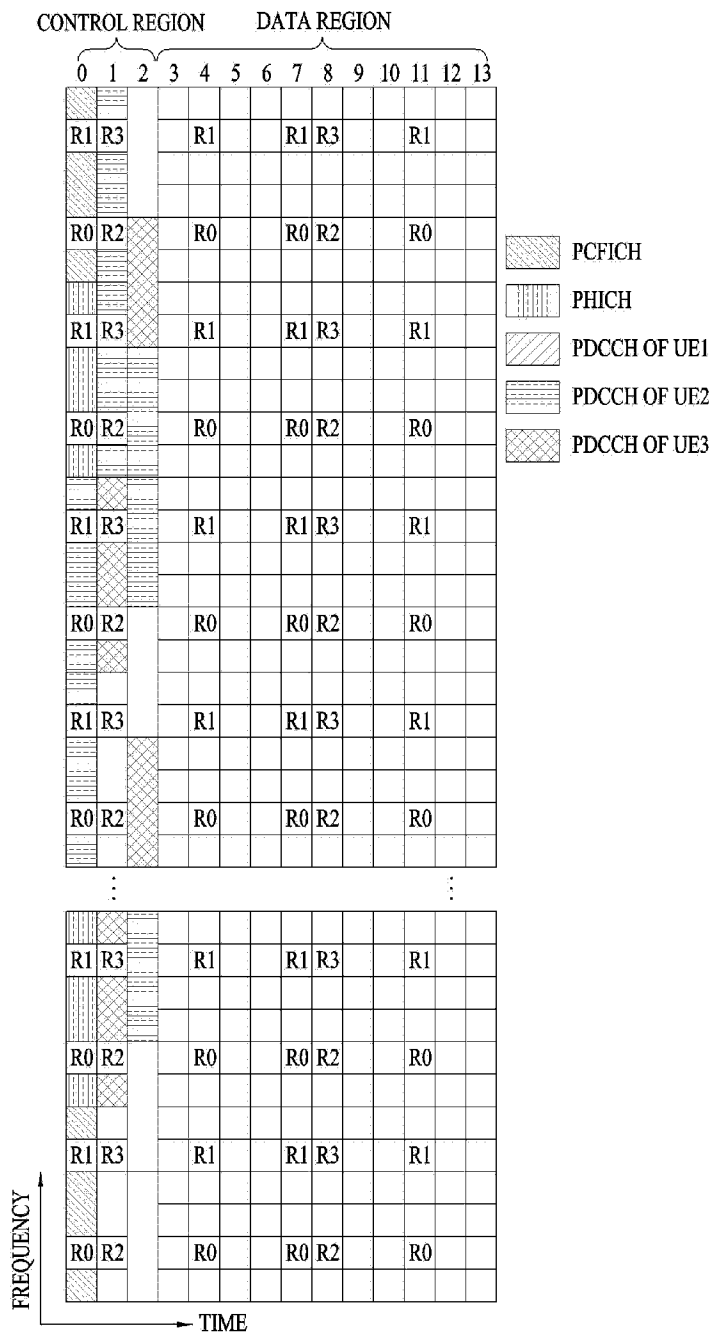 CONTROL REGION DATA REGION
0 1 2 3 4 5 6 7 8 9 10 11 12 13
R1 R3 R1 R1 R3 R1
R0 R2 R0 R0 R2 R0
R1 R3 R1 R1 R3 R1
R0 R2 R0 R0 R2 R0
R1 R3 R1 R1 R3 R1
R0 R2 R0 R0 R2 R0
R1 R3 R1 R1 R3 R1
R0 R2 R0 R0 R2 R0
R1 R3 R1 R1 R3 R1
R0 R2 R0 R0 R2 R0
R1 R3 R1 R1 R3 R1
R0 R2 R0 R0 R2 R0
PCFICH
PHICH
PDCCH OF UE1
PDCCH OF UE2
PDCCH OF UE3
FREQUENCY
TIME